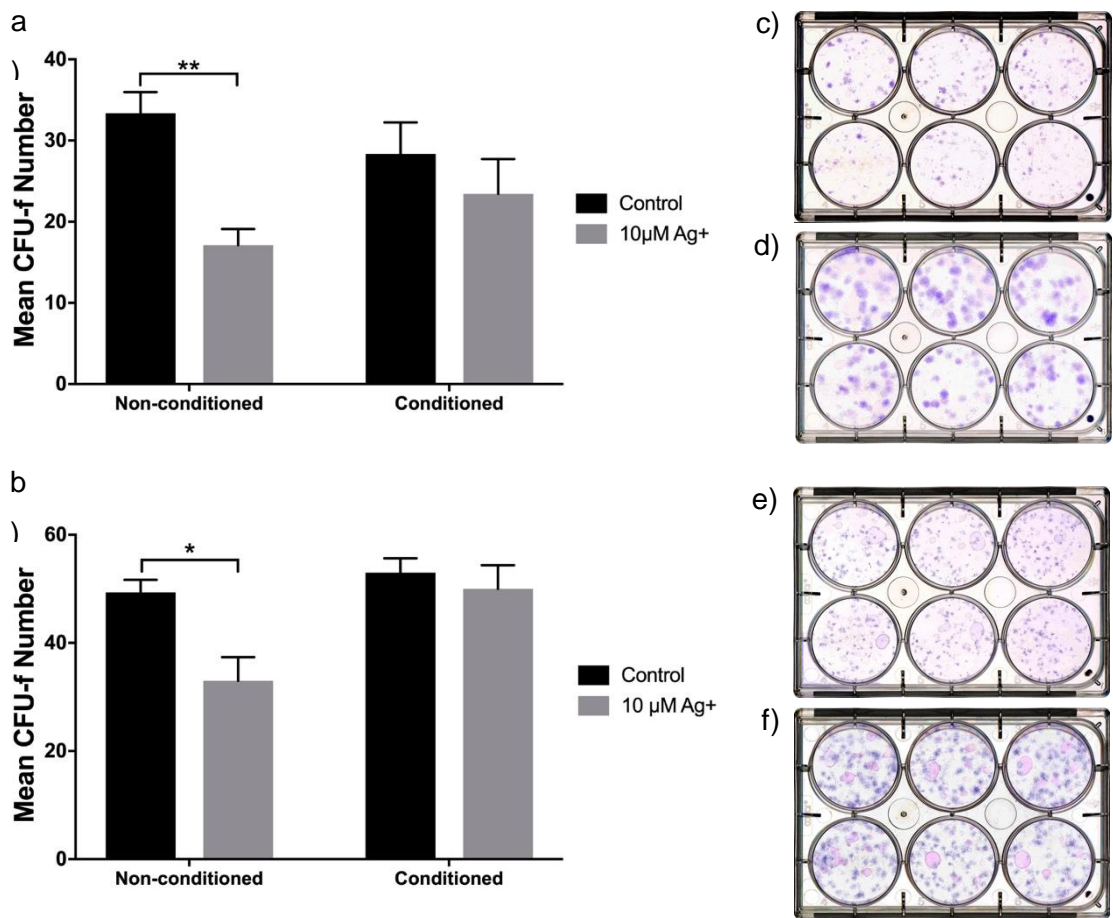 a
)
Mean CFU-f Number
40
30
20
10
0
**
Non-conditioned
Conditioned
Control
10µM Ag+
c)
d)
b
)
Mean CFU-f Number
60
40
20
0
*
Non-conditioned
Conditioned
Control
10 µM Ag+
e)
f)